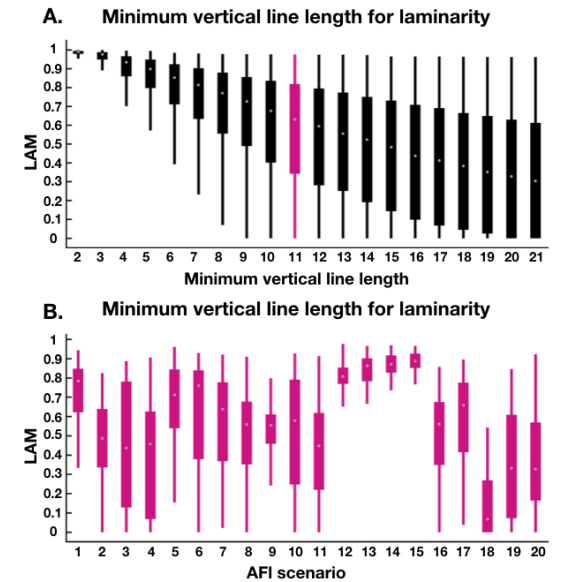 A. Minimum vertical line length for laminarity
1
0.9
0.8
0.7
0.6
0.5
0.4
0.3
0.2
0.1
0
LAM
2 3 4 5 6 7 8 9 10 11 12 13 14 15 16 17 18 19 20 21
Minimum vertical line length
B. Minimum vertical line length for laminarity
1
0.9
0.8
0.7
0.6
0.5
0.4
0.3
0.2
0.1
0
LAM
1 2 3 4 5 6 7 8 9 10 11 12 13 14 15 16 17 18 19 20
AFI scenario